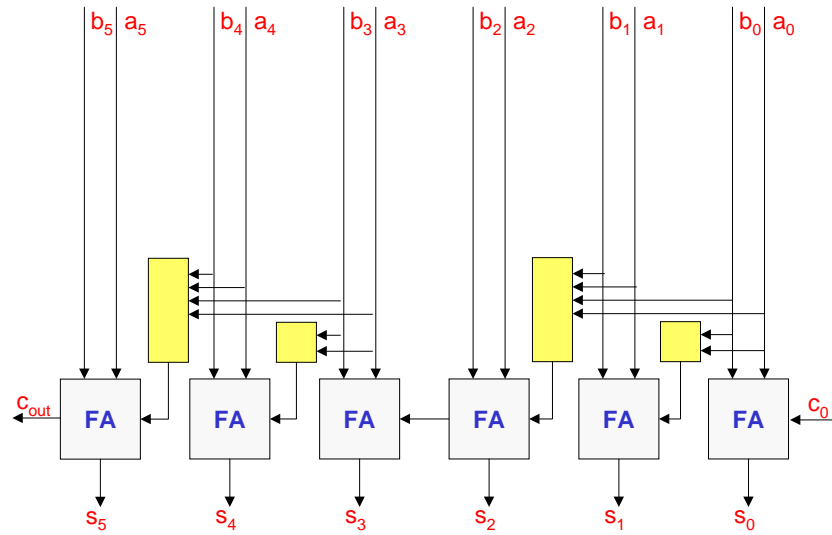 b₅ a₅ b₄ a₄ b₃ a₃ b₂ a₂ b₁ a₁ b₀ a₀
c_out FA FA FA FA FA FA c₀
s₅ s₄ s₃ s₂ s₁ s₀